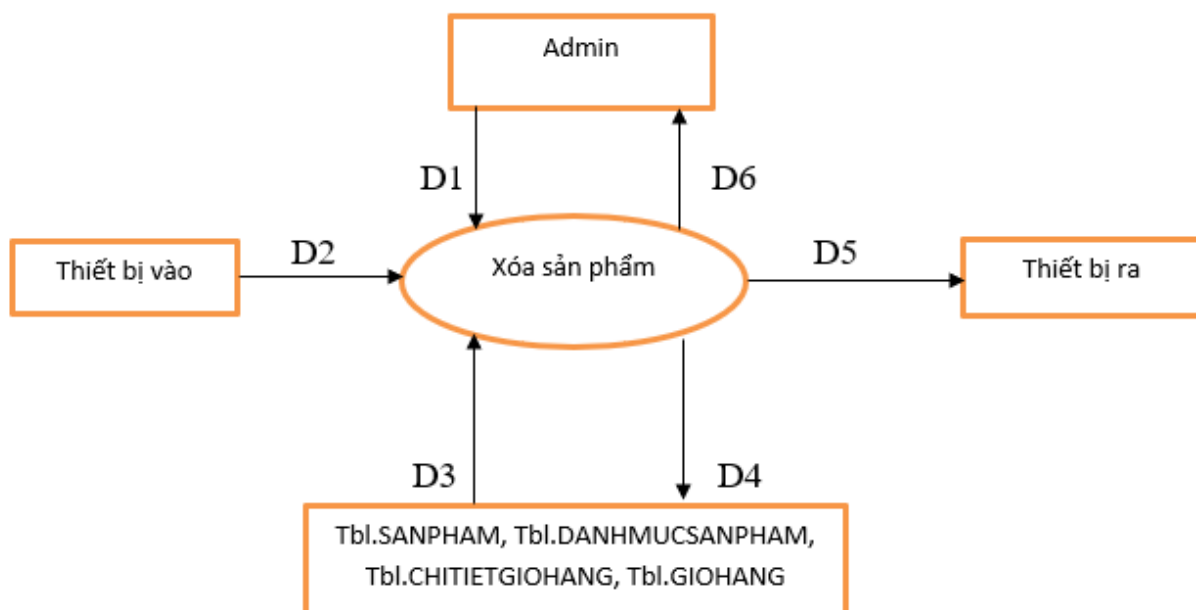 Admin
D1
D6
Thiết bị vào
D2
Xóa sản phẩm
D5
Thiết bị ra
D3
D4
Tbl.SANPHAM, Tbl.DANHMUCSANPHAM,
Tbl.CHITIETGIOHANG, Tbl.GIOHANG